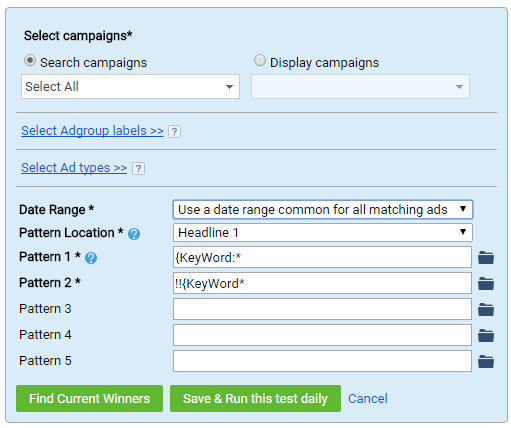 Select campaigns*
Search campaigns Display campaigns
Select All
Select Adgroup labels >> ?
Select Ad types >> ?
Date Range * Use a date range common for all matching ads
Pattern Location * ? Headline 1
Pattern 1 * ? {KeyWord:*
Pattern 2 * !!{KeyWord*
Pattern 3
Pattern 4
Pattern 5
Find Current Winners Save & Run this test daily Cancel